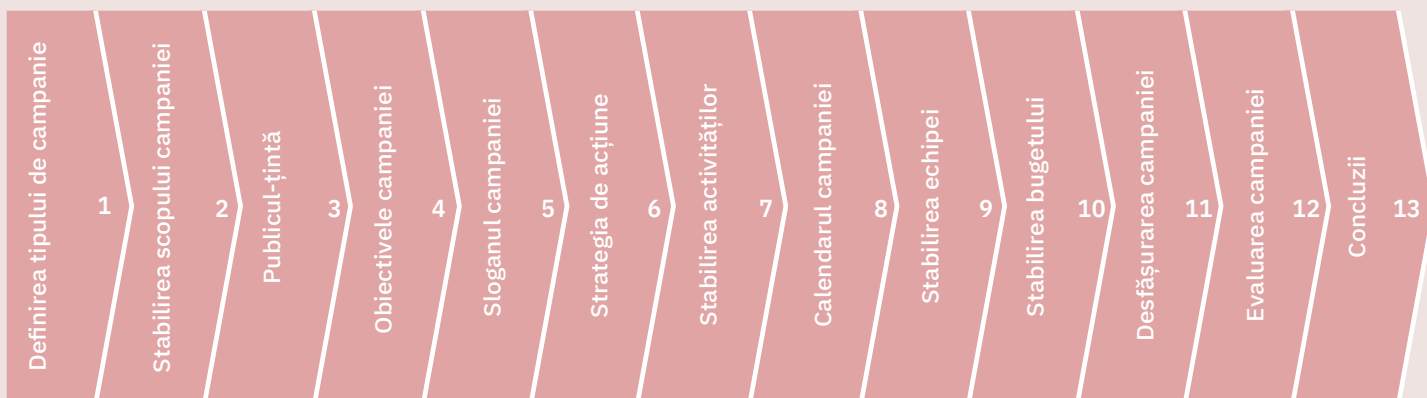 Definirea tipului de campanie
1
Stabilirea scopului campaniei
2
Publicul-țintă
3
Obiectivele campaniei
4
Sloganul campaniei
5
Strategia de acțiune
6
Stabilirea activităților
7
Calendarul campaniei
8
Stabilirea echipei
9
Stabilirea bugetului
10
Desfășurarea campaniei
11
Evaluarea campaniei
12
Concluzii
13